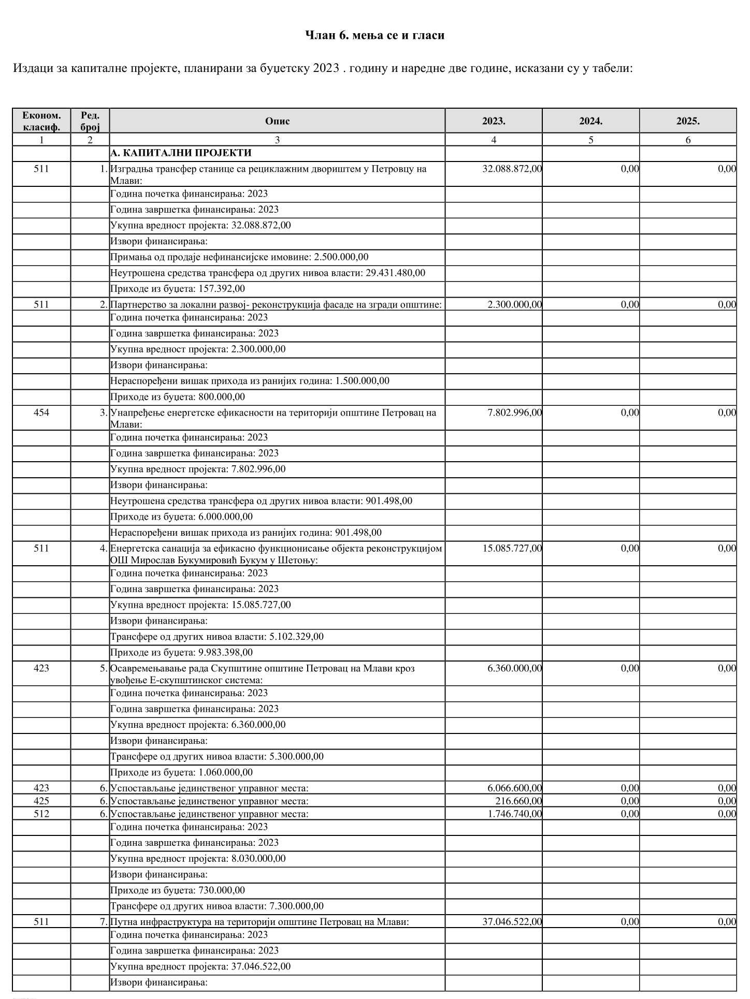 Члан 6. мења се и гласи
Издаци за капиталне пројекте, планирани за буџетску 2023 . годину и наредне две године, исказани су у табели:
Економ. класиф. Ред. број Опис 2023. 2024. 2025.
1 2 3 4 5 6
А. КАПИТАЛНИ ПРОЈЕКТИ
511 1. Изградња трансфер станице са рециклажним двориштем у Петровцу на 32.088.872,00 0,00 0,00
Млави:
Година почетка финансирања: 2023
Година завршетка финансирања: 2023
Укупна вредност пројекта: 32.088.872,00
Извори финансирања:
Примања од продаје нефинансијске имовине: 2.500.000,00
Неутрошена средства трансфера од других нивоа власти: 29.431.480,00
Приходе из буџета: 157.392,00
511 2. Партнерство за локални развој- реконструкција фасаде на згради општине: 2.300.000,00 0,00 0,00
Година почетка финансирања: 2023
Година завршетка финансирања: 2023
Укупна вредност пројекта: 2.300.000,00
Извори финансирања:
Нераспоређени вишак прихода из ранијих година: 1.500.000,00
Приходе из буџета: 800.000,00
454 3. Унапређење енергетске ефикасности на територији општине Петровац на 7.802.996,00 0,00 0,00
Млави:
Година почетка финансирања: 2023
Година завршетка финансирања: 2023
Укупна вредност пројекта: 7.802.996,00
Извори финансирања:
Неутрошена средства трансфера од других нивоа власти: 901.498,00
Приходе из буџета: 6.000.000,00
Нераспоређени вишак прихода из ранијих година: 901.498,00
511 4. Енергетска санација за ефикасно функционисање објекта реконструкцијом 15.085.727,00 0,00 0,00
ОШ Мирослав Букумировић Букум у Шетоњу:
Година почетка финансирања: 2023
Година завршетка финансирања: 2023
Укупна вредност пројекта: 15.085.727,00
Извори финансирања:
Трансфере од других нивоа власти: 5.102.329,00
Приходе из буџета: 9.983.398,00
423 5. Осавремењавање рада Скупштине општине Петровац на Млави кроз 6.360.000,00 0,00 0,00
увођење Е-скупштинског система:
Година почетка финансирања: 2023
Година завршетка финансирања: 2023
Укупна вредност пројекта: 6.360.000,00
Извори финансирања:
Трансфере од других нивоа власти: 5.300.000,00
Приходе из буџета: 1.060.000,00
423 6. Успостављање јединственог управног места: 6.066.600,00 0,00 0,00
425 6. Успостављање јединственог управног места: 216.660,00 0,00 0,00
512 6. Успостављање јединственог управног места: 1.746.740,00 0,00 0,00
Година почетка финансирања: 2023
Година завршетка финансирања: 2023
Укупна вредност пројекта: 8.030.000,00
Извори финансирања:
Приходе из буџета: 730.000,00
Трансфере од других нивоа власти: 7.300.000,00
511 7. Путна инфраструктура на територији општине Петровац на Млави: 37.046.522,00 0,00 0,00
Година почетка финансирања: 2023
Година завршетка финансирања: 2023
Укупна вредност пројекта: 37.046.522,00
Извори финансирања: